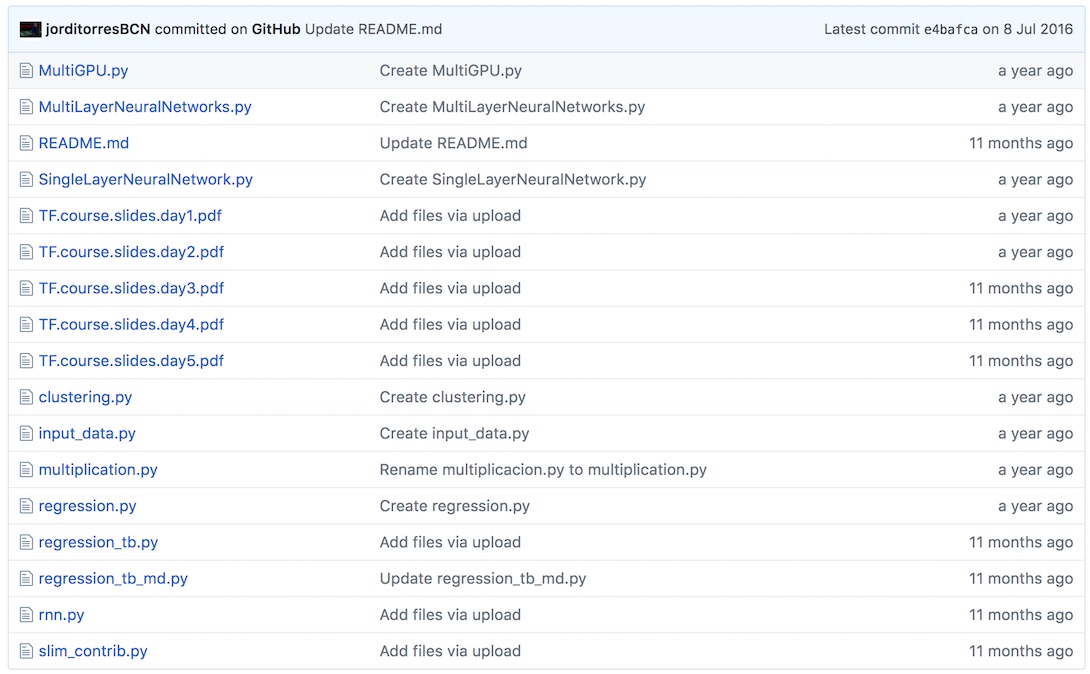 jorditorresBCN committed on GitHub Update README.md Latest commit e4bafca on 8 Jul 2016
MultiGPU.py Create MultiGPU.py a year ago
MultiLayerNeuralNetworks.py Create MultiLayerNeuralNetworks.py a year ago
README.md Update README.md 11 months ago
SingleLayerNeuralNetwork.py Create SingleLayerNeuralNetwork.py a year ago
TF.course.slides.day1.pdf Add files via upload a year ago
TF.course.slides.day2.pdf Add files via upload a year ago
TF.course.slides.day3.pdf Add files via upload 11 months ago
TF.course.slides.day4.pdf Add files via upload 11 months ago
TF.course.slides.day5.pdf Add files via upload 11 months ago
clustering.py Create clustering.py a year ago
input_data.py Create input_data.py a year ago
multiplication.py Rename multiplicacion.py to multiplication.py a year ago
regression.py Create regression.py a year ago
regression_tb.py Add files via upload 11 months ago
regression_tb_md.py Update regression_tb_md.py 11 months ago
rnn.py Add files via upload 11 months ago
slim_contrib.py Add files via upload 11 months ago